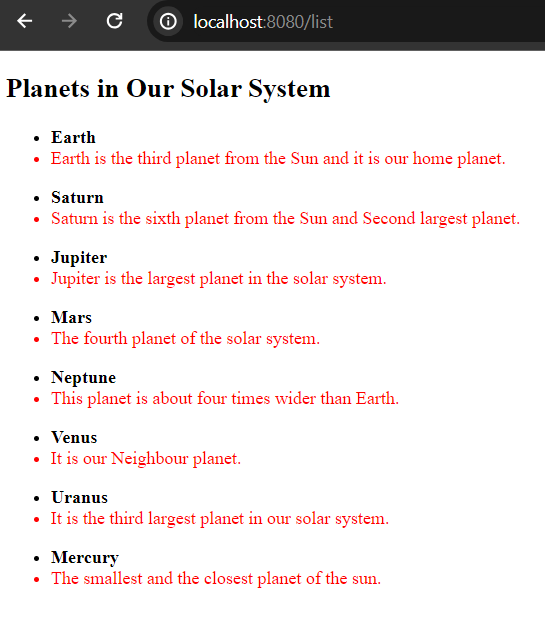 localhost:8080/list
Planets in Our Solar System
Earth
Earth is the third planet from the Sun and it is our home planet.
Saturn
Saturn is the sixth planet from the Sun and Second largest planet.
Jupiter
Jupiter is the largest planet in the solar system.
Mars
The fourth planet of the solar system.
Neptune
This planet is about four times wider than Earth.
Venus
It is our Neighbour planet.
Uranus
It is the third largest planet in our solar system.
Mercury
The smallest and the closest planet of the sun.